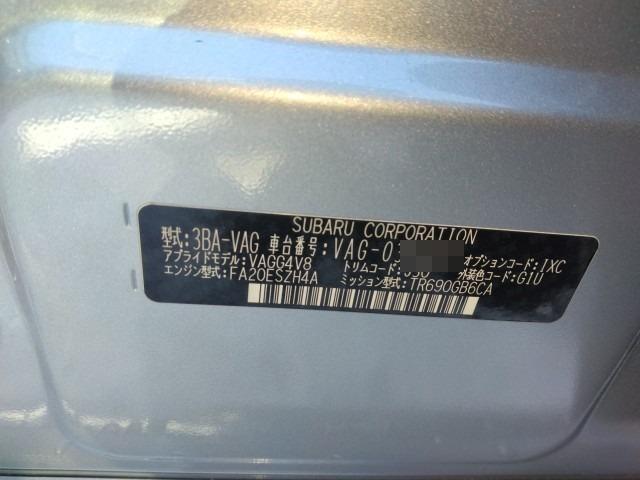 SUBARU CORPORATION
型式:3BA-VAG 車台番号:VAG-0
アプライドモデル:VAGG4V8 トリムコード: オプションコード:IXC
エンジン型式:FA20ESZH4A ミッション型式:TR690GB6CA 外装色コード:G1U